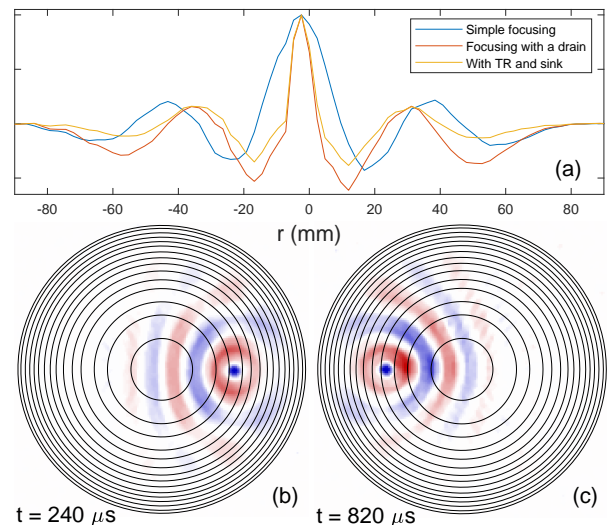 Simple focusing
Focusing with a drain
With TR and sink
(a)
-80 -60 -40 -20 0 20 40 60 80
r (mm)
(b) (c)
t = 240 μs t = 820 μs